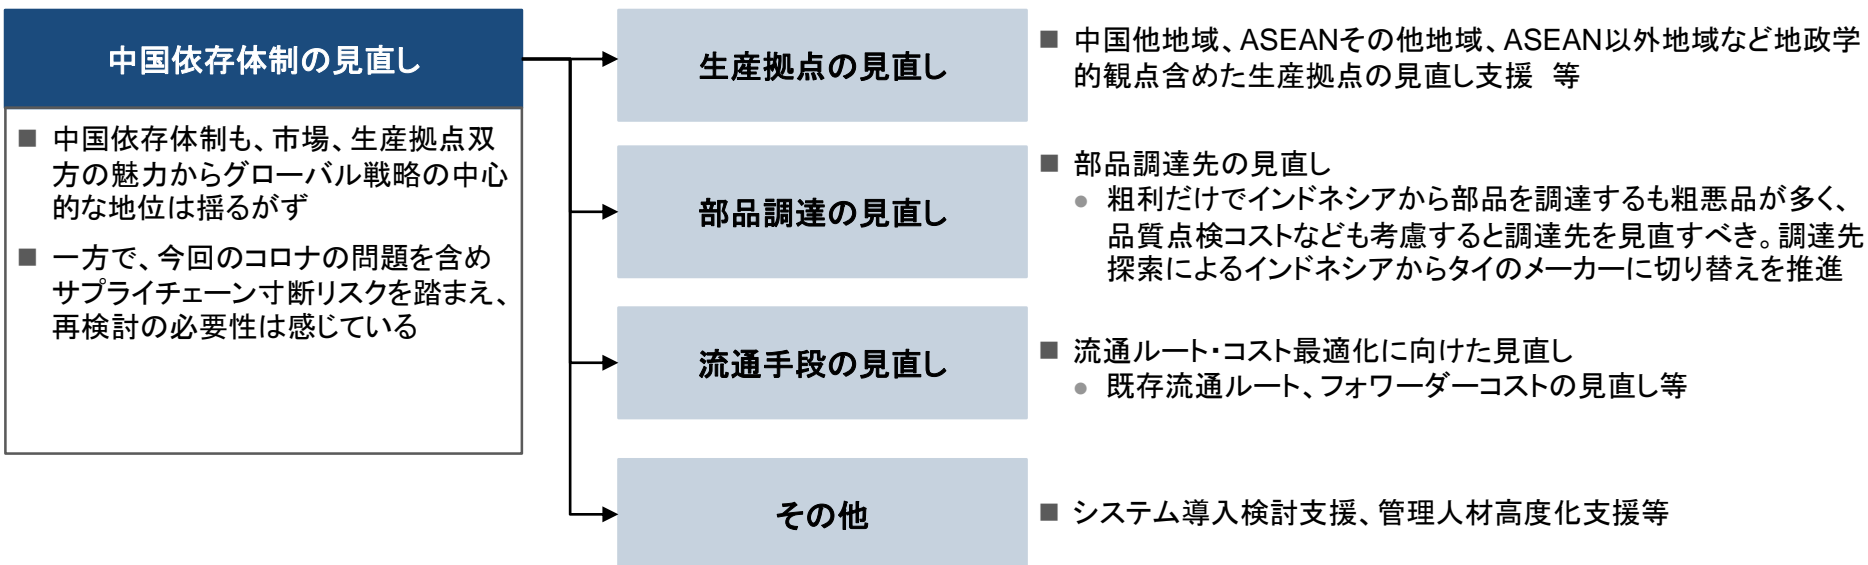 中国依存体制の見直し
■ 中国依存体制も、市場、生産拠点双
方の魅力からグローバル戦略の中心
的な地位は揺るがず
■ 一方で、今回のコロナの問題を含め
サプライチェーン寸断リスクを踏まえ、
再検討の必要性は感じている
生産拠点の見直し
■ 中国他地域、ASEANその他地域、ASEAN以外地域など地政学
的観点含めた生産拠点の見直し支援　等
部品調達の見直し
■ 部品調達先の見直し
● 粗利だけでインドネシアから部品を調達するも粗悪品が多く、
品質点検コストなども考慮すると調達先を見直すべき。調達先
探索によるインドネシアからタイのメーカーに切り替えを推進
流通手段の見直し
■ 流通ルート・コスト最適化に向けた見直し
● 既存流通ルート、フォワーダーコストの見直し等
その他
■ システム導入検討支援、管理人材高度化支援等